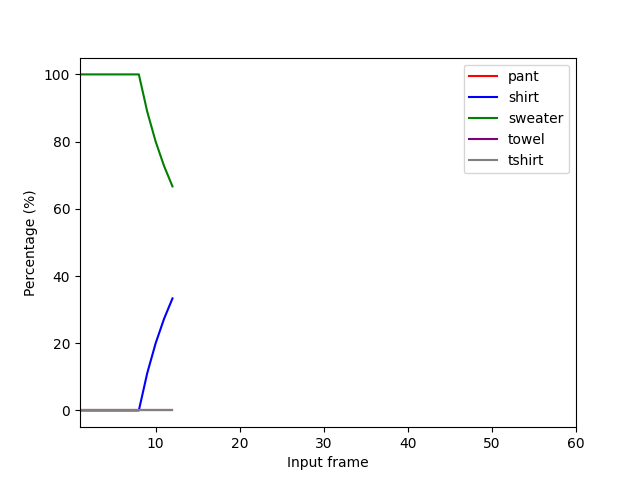 100
80
60
40
20
0
Percentage (%)
10 20 30 40 50 60
Input frame
pant
shirt
sweater
towel
tshirt